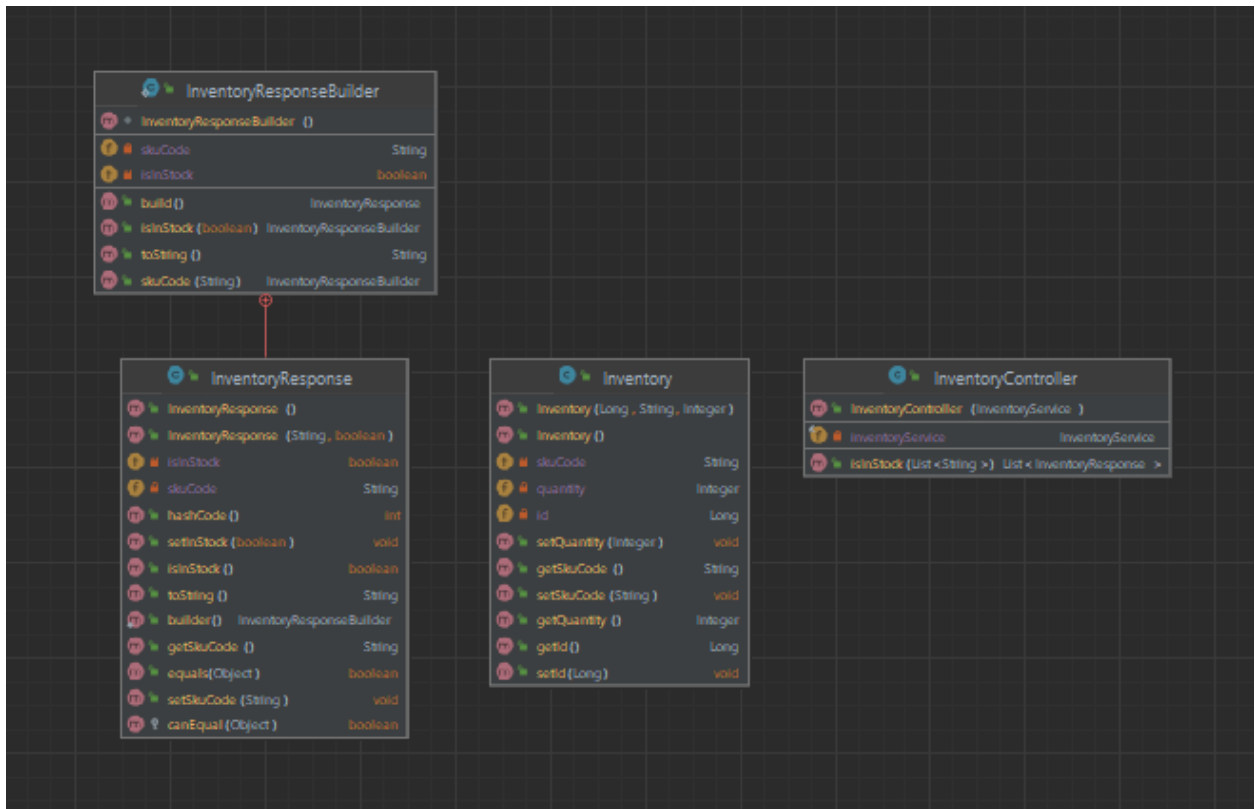 InventoryResponseBuilder
InventoryResponseBuilder ()
skuCode String
isInStock boolean
build() InventoryResponse
isInStock (boolean) InventoryResponseBuilder
toString () String
skuCode (String) InventoryResponseBuilder
InventoryResponse
InventoryResponse ()
InventoryResponse (String, boolean)
isInStock boolean
skuCode String
hashCode () int
setInStock (boolean) void
isInStock () boolean
toString () String
builder() InventoryResponseBuilder
getSkuCode () String
equals(Object) boolean
setSkuCode (String) void
canEqual (Object) boolean
Inventory
Inventory (Long, String, Integer)
Inventory ()
skuCode String
quantity Integer
id Long
setQuantity (Integer) void
getSkuCode () String
setSkuCode (String) void
getQuantity () Integer
getId() Long
setId (Long) void
InventoryController
InventoryController (InventoryService)
inventoryService InventoryService
isInStock (List<String>) List<InventoryResponse>